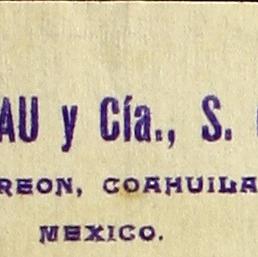 AU y Cía., S.
REON, COAHUILA
MEXICO.